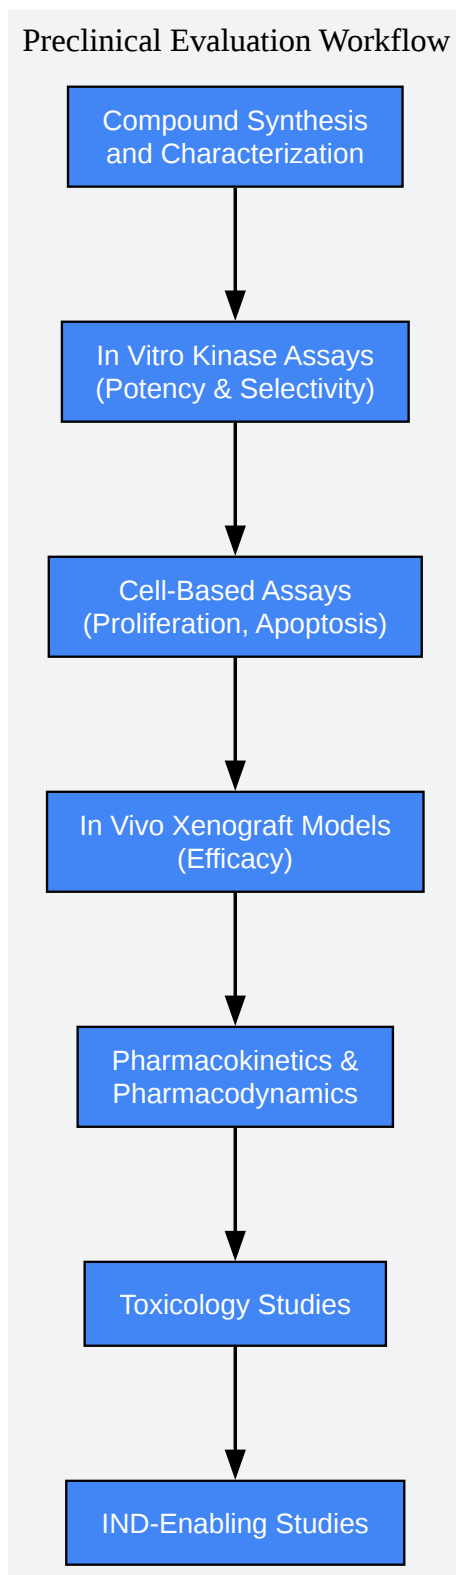 Preclinical Evaluation Workflow
Compound Synthesis
and Characterization
In Vitro Kinase Assays
(Potency & Selectivity)
Cell-Based Assays
(Proliferation, Apoptosis)
In Vivo Xenograft Models
(Efficacy)
Pharmacokinetics &
Pharmacodynamics
Toxicology Studies
IND-Enabling Studies